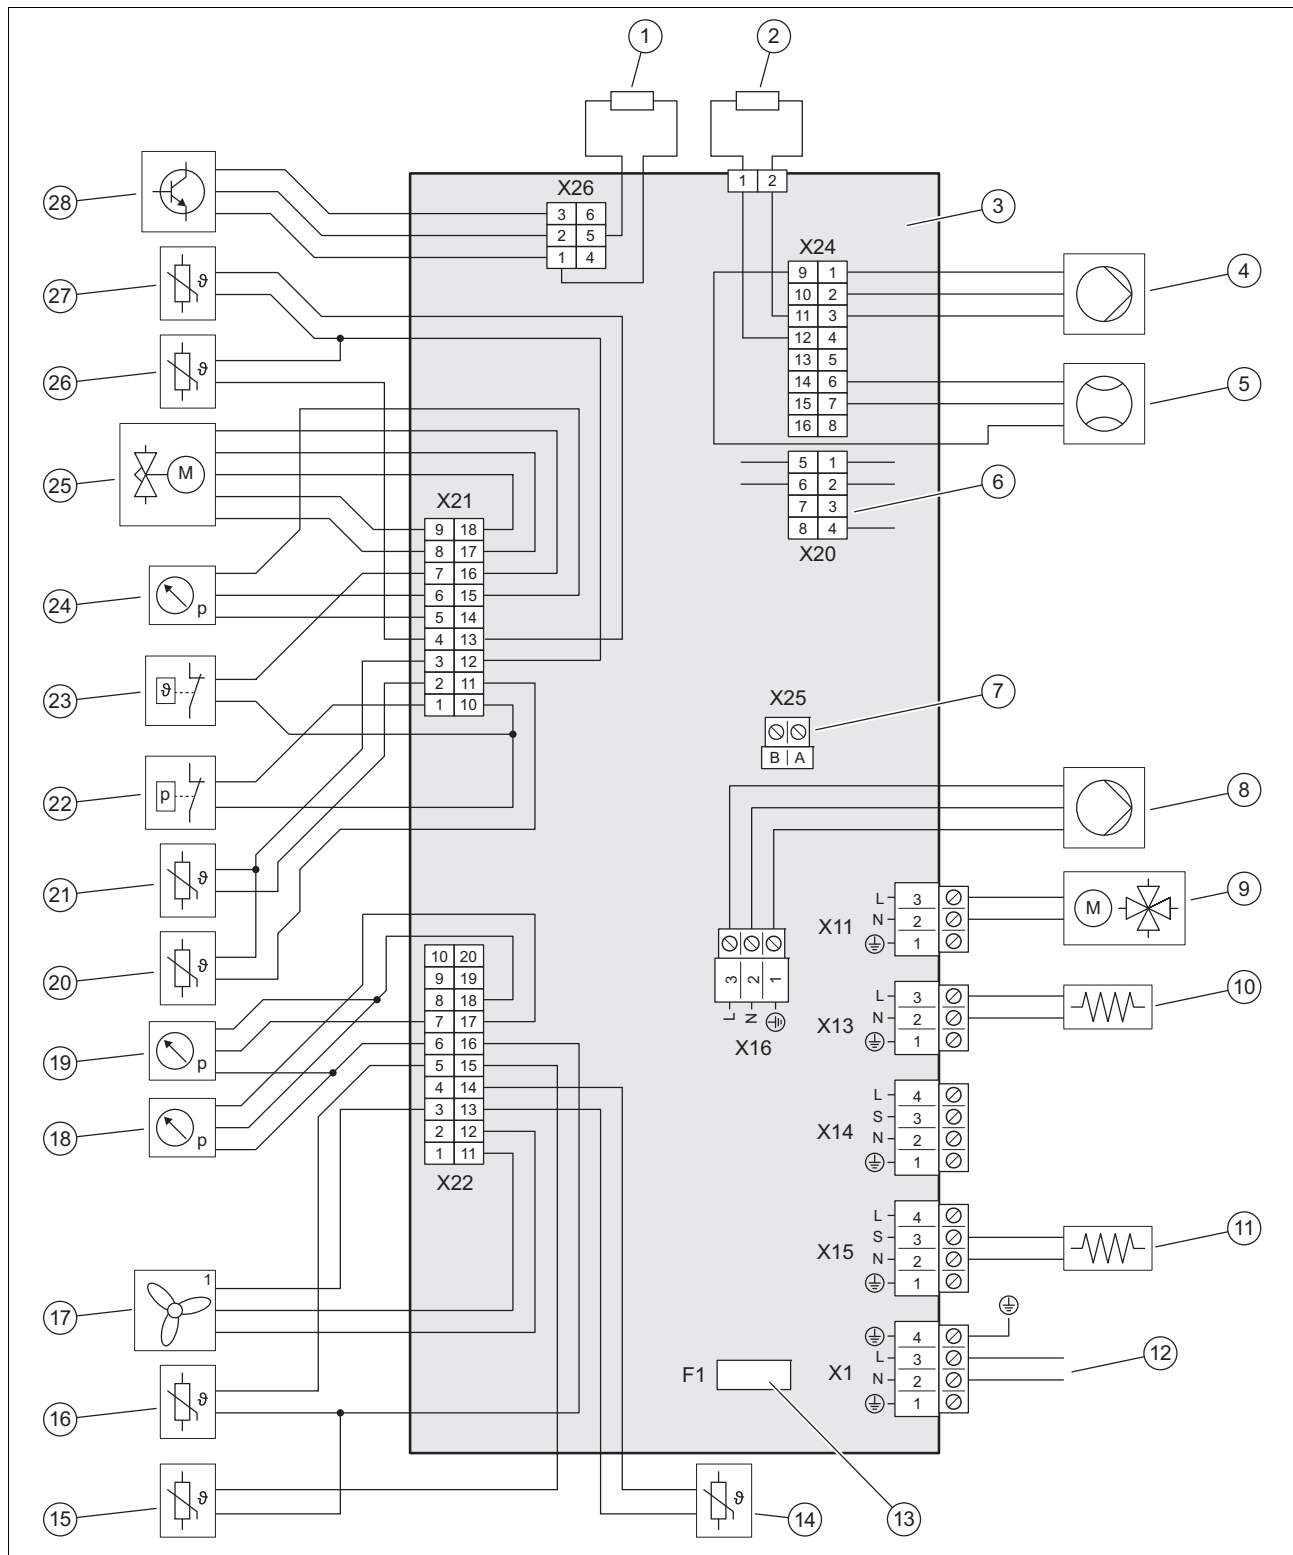 1
2
28
X26
3 6
2 5
1 4
1 2
3
X24
9 1
10 2
11 3
12 4
13 5
14 6
15 7
16 8
4
27
ϑ
26
ϑ
5
25
M
5 1
6 2
7 3
8 4
X20
6
X21
9 18
8 17
7 16
6 15
5 14
4 13
3 12
2 11
1 10
24
p
23
ϑ
X25
B A
7
22
p
8
21
ϑ
X11
L 3
N 2
1
M
9
20
ϑ
10 20
9 19
8 18
7 17
6 16
5 15
4 14
3 13
2 12
1 11
X22
3 2 1
L N
X16
X13
L 3
N 2
1
10
19
p
18
p
X14
L 4
S 3
N 2
1
X15
L 4
S 3
N 2
1
11
17
1
X1
4
L 3
N 2
1
12
F1
16
ϑ
15
ϑ
ϑ
14
13